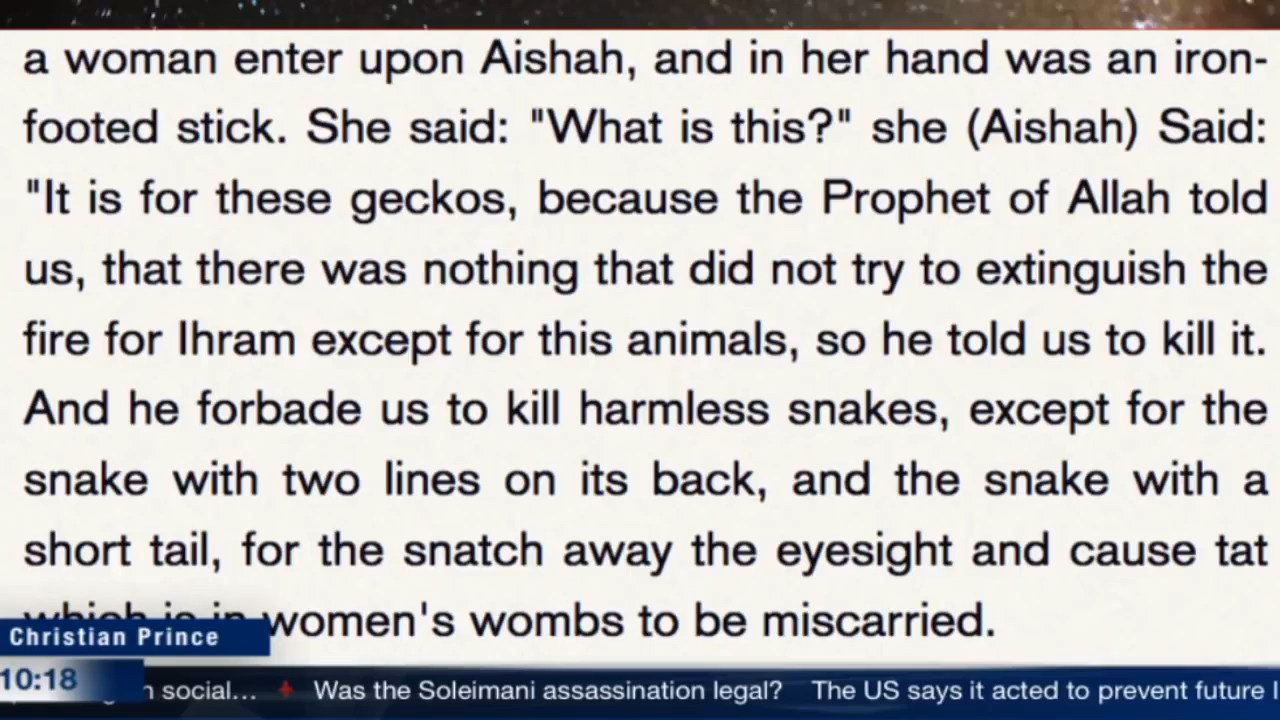 a woman enter upon Aishah, and in her hand was an iron-
footed stick. She said: "What is this?" she (Aishah) Said:
"It is for these geckos, because the Prophet of Allah told
us, that there was nothing that did not try to extinguish the
fire for Ihram except for this animals, so he told us to kill it.
And he forbade us to kill harmless snakes, except for the
snake with two lines on its back, and the snake with a
short tail, for the snatch away the eyesight and cause tat
which is in women's wombs to be miscarried.
Christian Prince
10:18
social... Was the Soleimani assassination legal? The US says it acted to prevent future